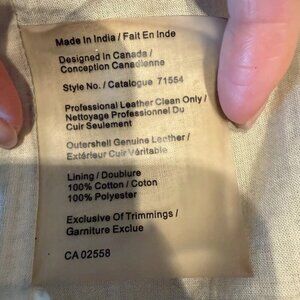 Made In India / Fait En Inde
Designed In Canada /
Conception Canadienne
Style No. / Catalogue 71554
Professional Leather Clean Only /
Nettoyage Professionnel Du
Cuir Seulement
Outershell Genuine Leather /
Extérieur Cuir Véritable
Lining / Doublure
100% Cotton / Coton
100% Polyester
Exclusive Of Trimmings /
Garniture Exclue
CA 02558